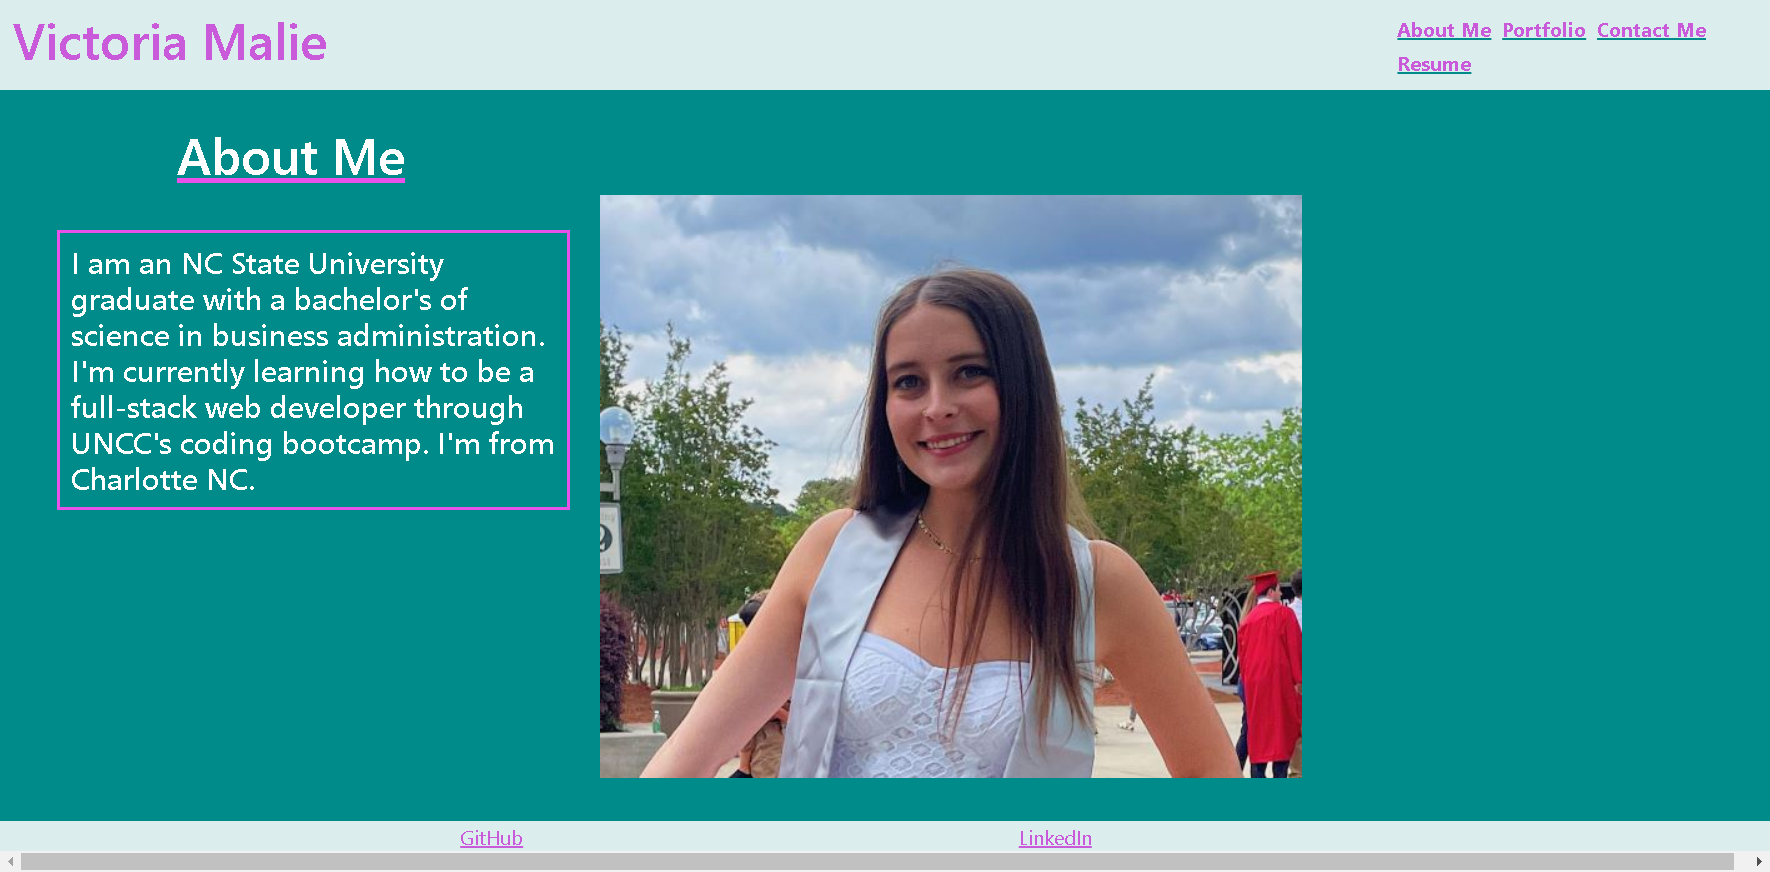 Victoria Malie
About Me Portfolio Contact Me
Resume
About Me
I am an NC State University
graduate with a bachelor's of
science in business administration.
I'm currently learning how to be a
full-stack web developer through
UNCC's coding bootcamp. I'm from
Charlotte NC.
GitHub LinkedIn